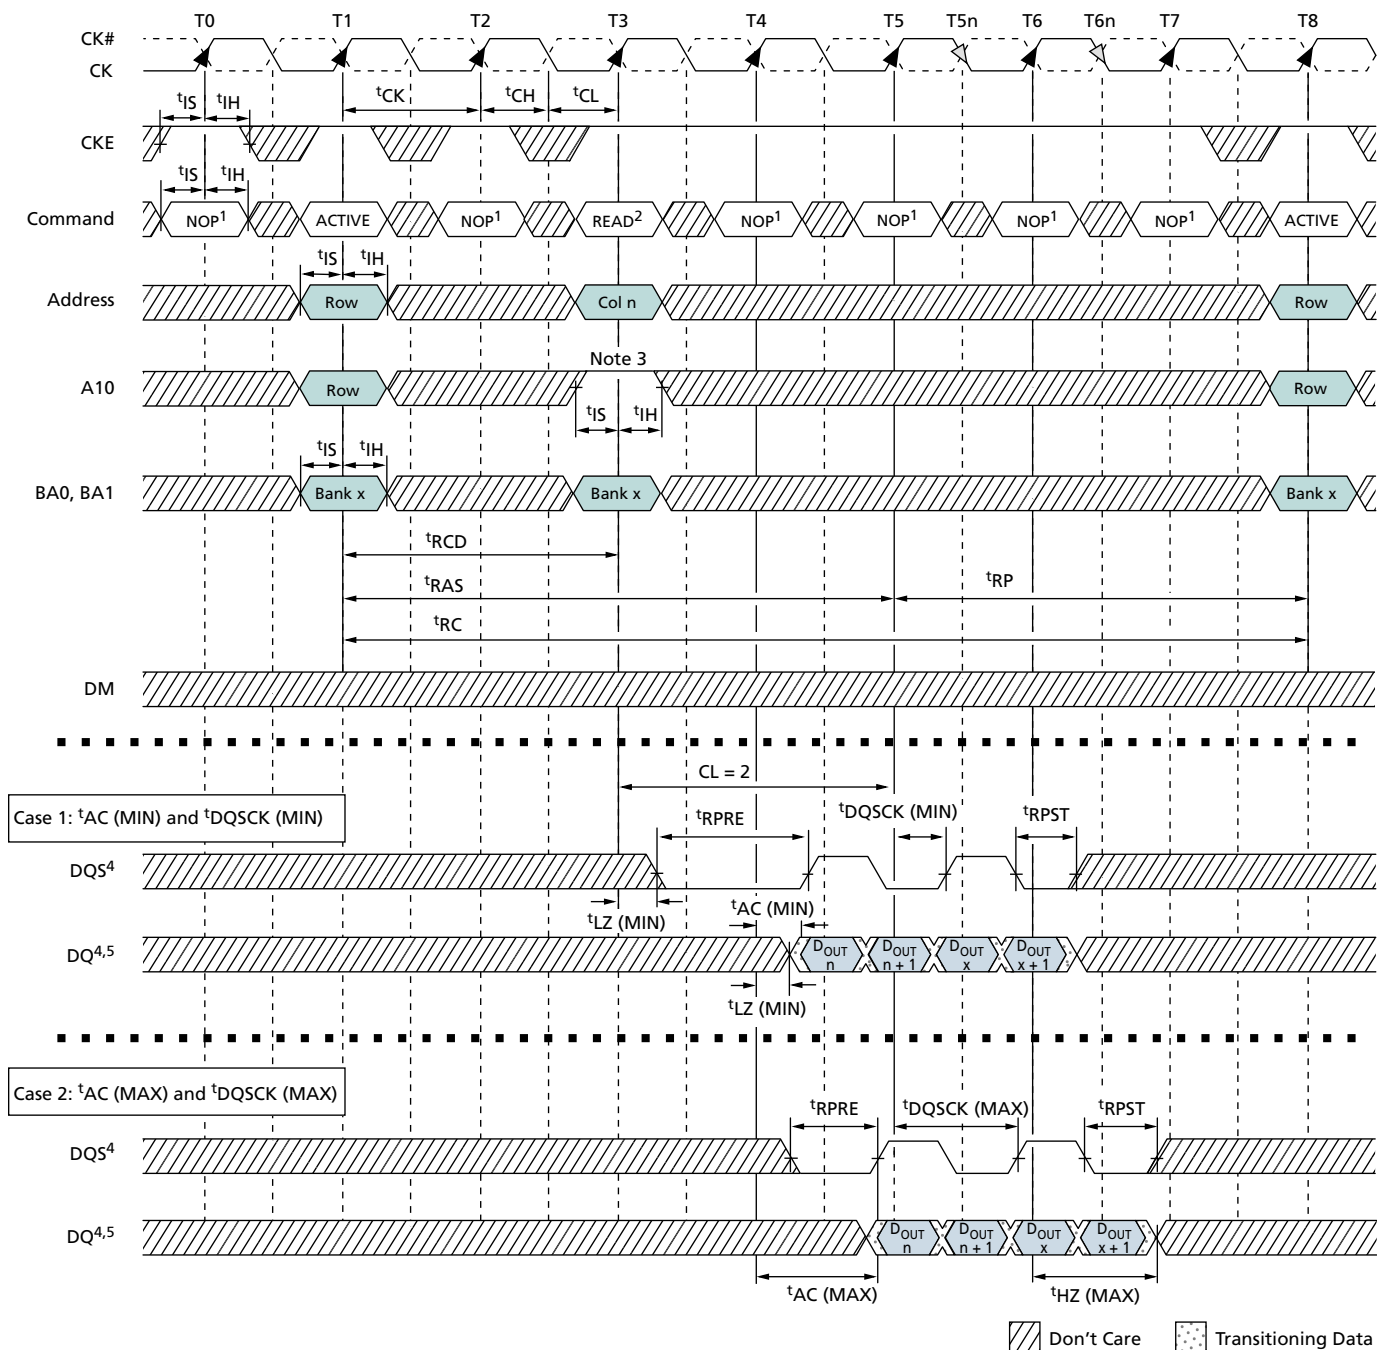 T0 T1 T2 T3 T4 T5 T5n T6 T6n T7 T8
CK#
CK
tIS tIH tCK tCH tCL
CKE
tIS tIH
Command NOP1 ACTIVE NOP1 READ2 NOP1 NOP1 NOP1 NOP1 ACTIVE
tIS tIH
Address Row Col n Row
Note 3
A10 Row Row
tIS tIH
tIS tIH
BA0, BA1 Bank x Bank x Bank x
tRCD
tRAS tRP
tRC
DM
CL = 2
Case 1: tAC (MIN) and tDQSCK (MIN)
tRPRE tDQSCK (MIN) tRPST
DQS4
tLZ (MIN) tAC (MIN)
DQ4,5 DOUT n DOUT n + 1 DOUT x DOUT x + 1
tLZ (MIN)
Case 2: tAC (MAX) and tDQSCK (MAX)
tRPRE tDQSCK (MAX) tRPST
DQS4
DQ4,5 DOUT n DOUT n + 1 DOUT x DOUT x + 1
tAC (MAX) tHZ (MAX)
Don't Care Transitioning Data